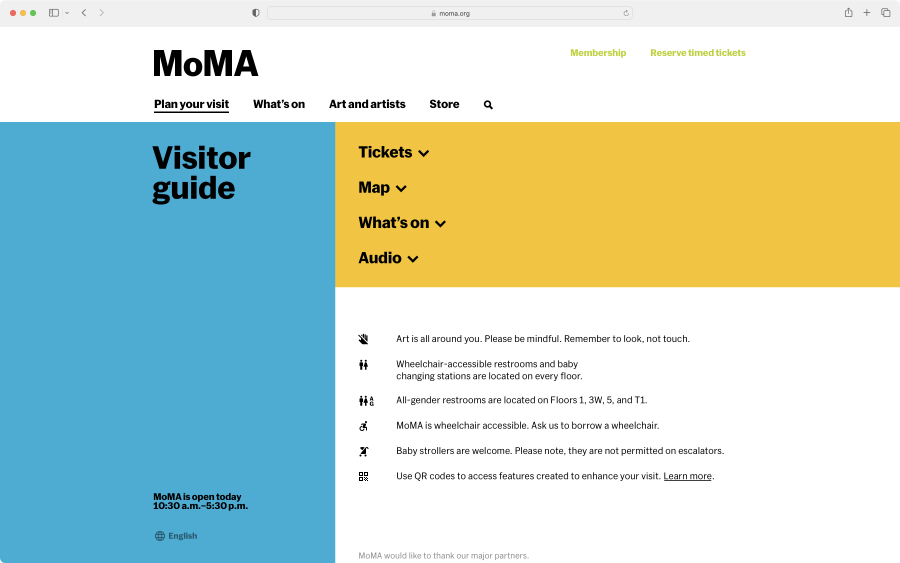 moma.org
MoMA
Membership
Reserve timed tickets
Plan your visit
What’s on
Art and artists
Store
Visitor
guide
Tickets
Map
What’s on
Audio
Art is all around you. Please be mindful. Remember to look, not touch.
Wheelchair-accessible restrooms and baby
changing stations are located on every floor.
A
G
All-gender restrooms are located on Floors 1, 3W, 5, and T1.
MoMA is wheelchair accessible. Ask us to borrow a wheelchair.
Baby strollers are welcome. Please note, they are not permitted on escalators.
Use QR codes to access features created to enhance your visit. Learn more.
MoMA is open today
10:30 a.m.–5:30 p.m.
English
MoMA would like to thank our major partners.